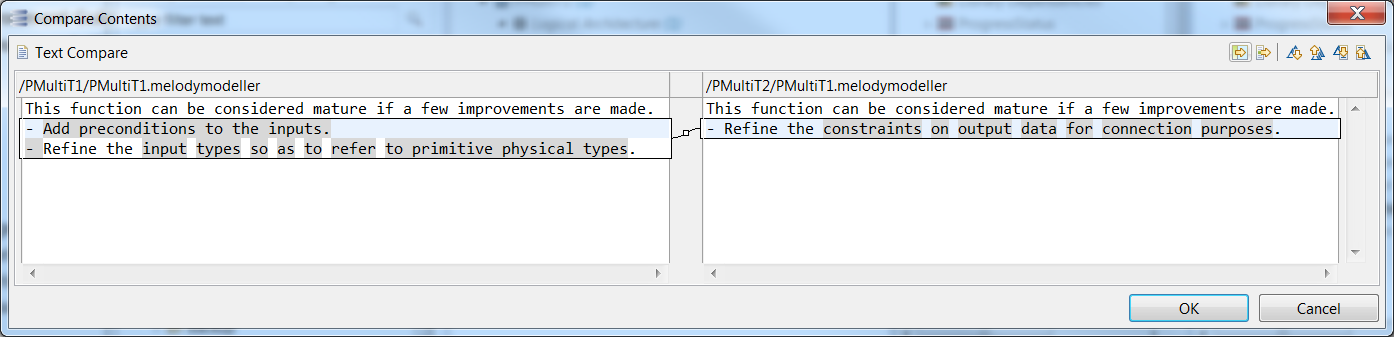 Compare Contents
Text Compare
/PMultiT1/PMultiT1.melodymodeller
/PMultiT2/PMultiT1.melodymodeller
This function can be considered mature if a few improvements are made.
- Add preconditions to the inputs.
- Refine the input types so as to refer to primitive physical types.
This function can be considered mature if a few improvements are made.
- Refine the constraints on output data for connection purposes.
OK
Cancel